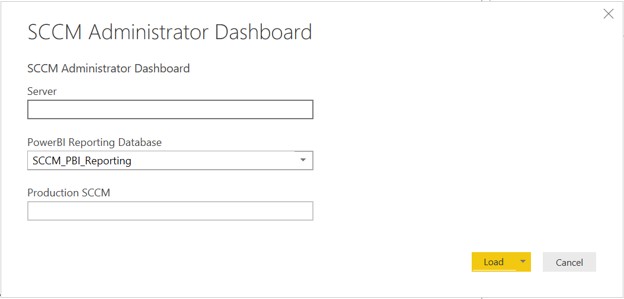 SCCM Administrator Dashboard
SCCM Administrator Dashboard
Server
PowerBI Reporting Database
SCCM_PBI_Reporting
Production SCCM
Load Cancel